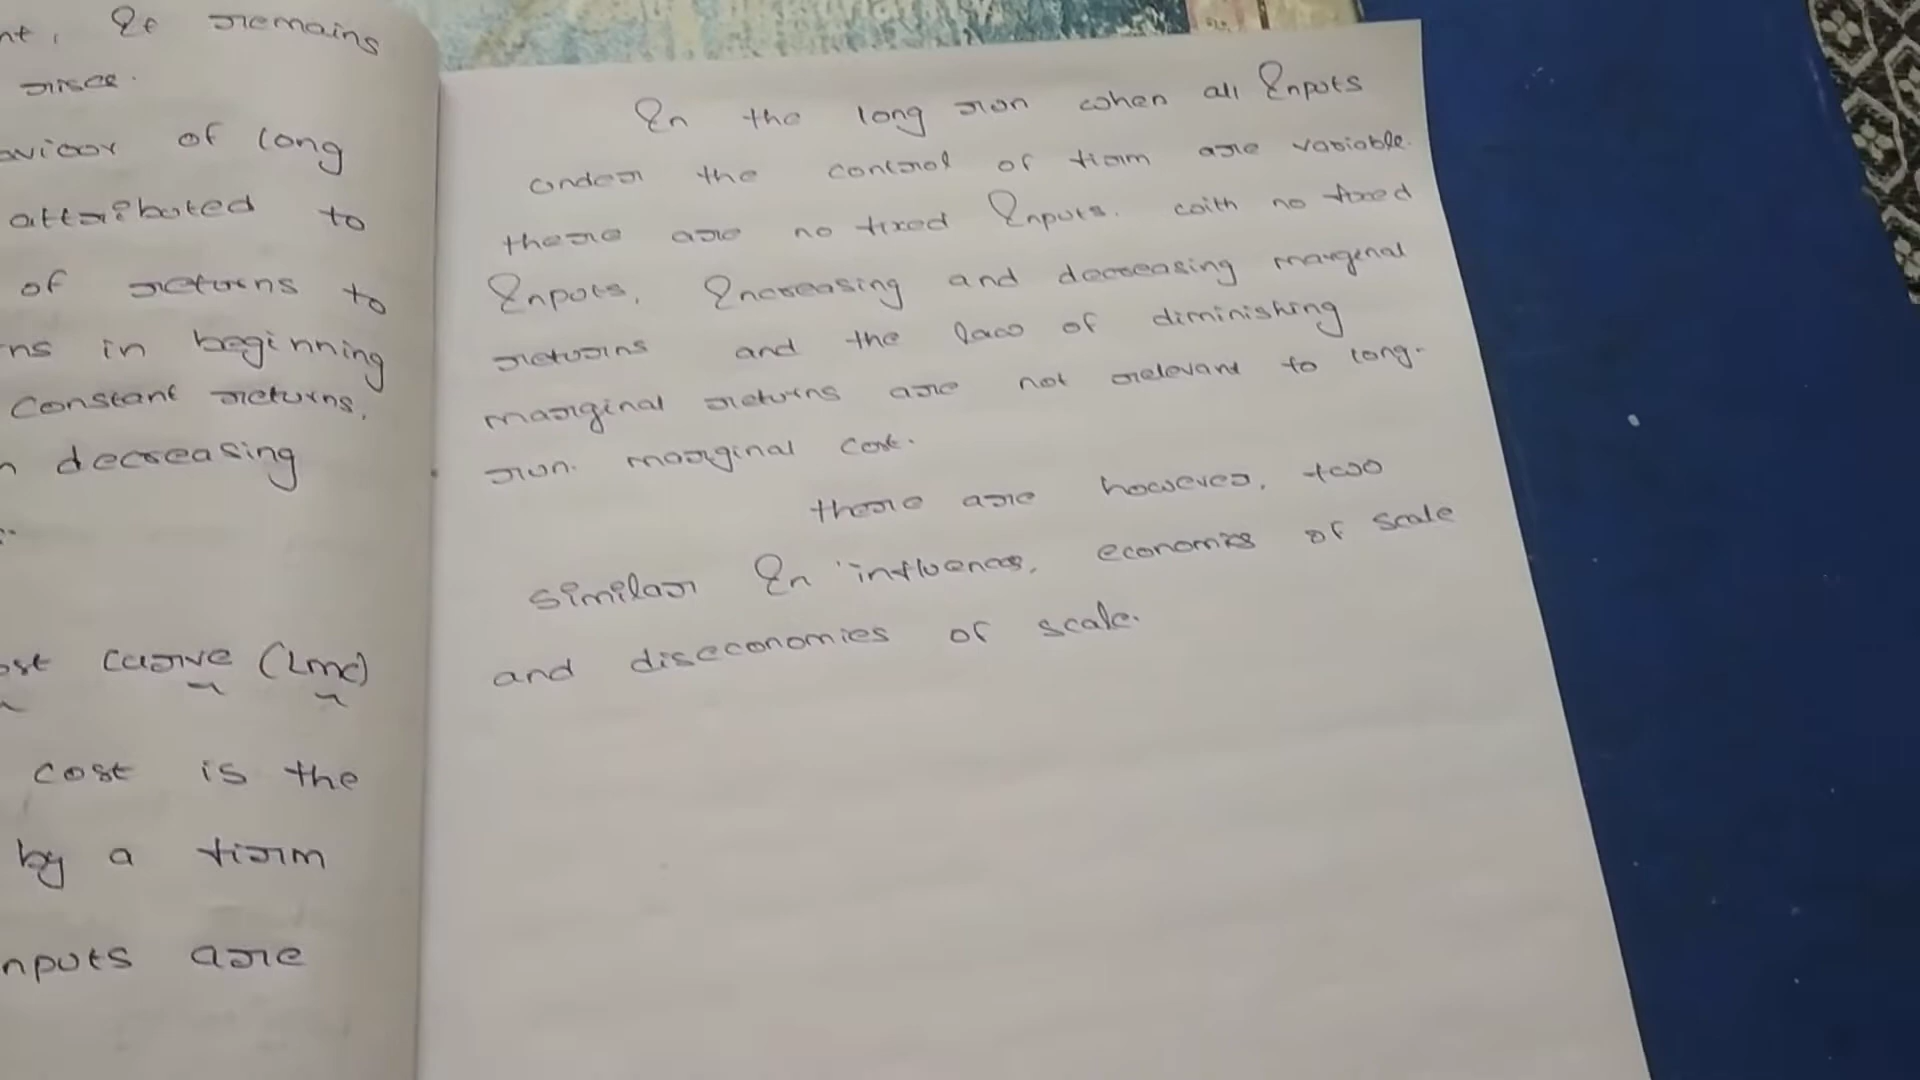 nt, It remains
rises.
aviour of long
attributed to
of returns to
ns in beginning
Constant returns,
n decreasing
ost curve (Lmc)
cost is the
by a firm
nputs are
In the long run when all Inputs
under the control of firm are variable.
there are no fixed Inputs. with no fixed
Inputs, Increasing and decreasing marginal
returns and the law of diminishing
marginal returns are not relevant to long-
run. marginal cost.
there are however, two
similar In influences, economies of scale
and diseconomies of scale.